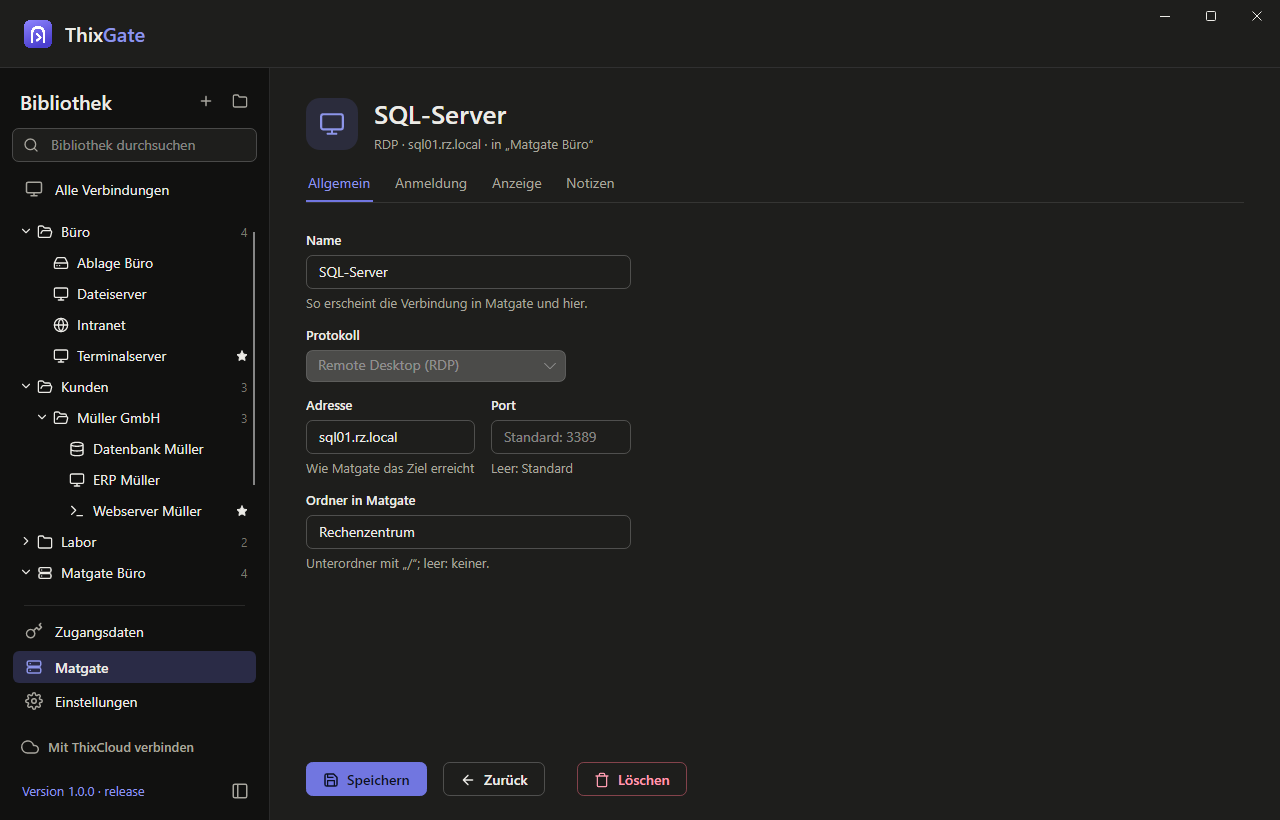 ThixGate
Bibliothek
Bibliothek durchsuchen
Alle Verbindungen
Büro 4
Ablage Büro
Dateiserver
Intranet
Terminalserver
Kunden 3
Müller GmbH 3
Datenbank Müller
ERP Müller
Webserver Müller
Labor 2
Matgate Büro 4
Zugangsdaten
Matgate
Einstellungen
Mit ThixCloud verbinden
Version 1.0.0 · release
SQL-Server
RDP · sql01.rz.local · in „Matgate Büro“
Allgemein Anmeldung Anzeige Notizen
Name
SQL-Server
So erscheint die Verbindung in Matgate und hier.
Protokoll
Remote Desktop (RDP)
Adresse Port
sql01.rz.local Standard: 3389
Wie Matgate das Ziel erreicht Leer: Standard
Ordner in Matgate
Rechenzentrum
Unterordner mit „/“; leer: keiner.
Speichern Zurück Löschen